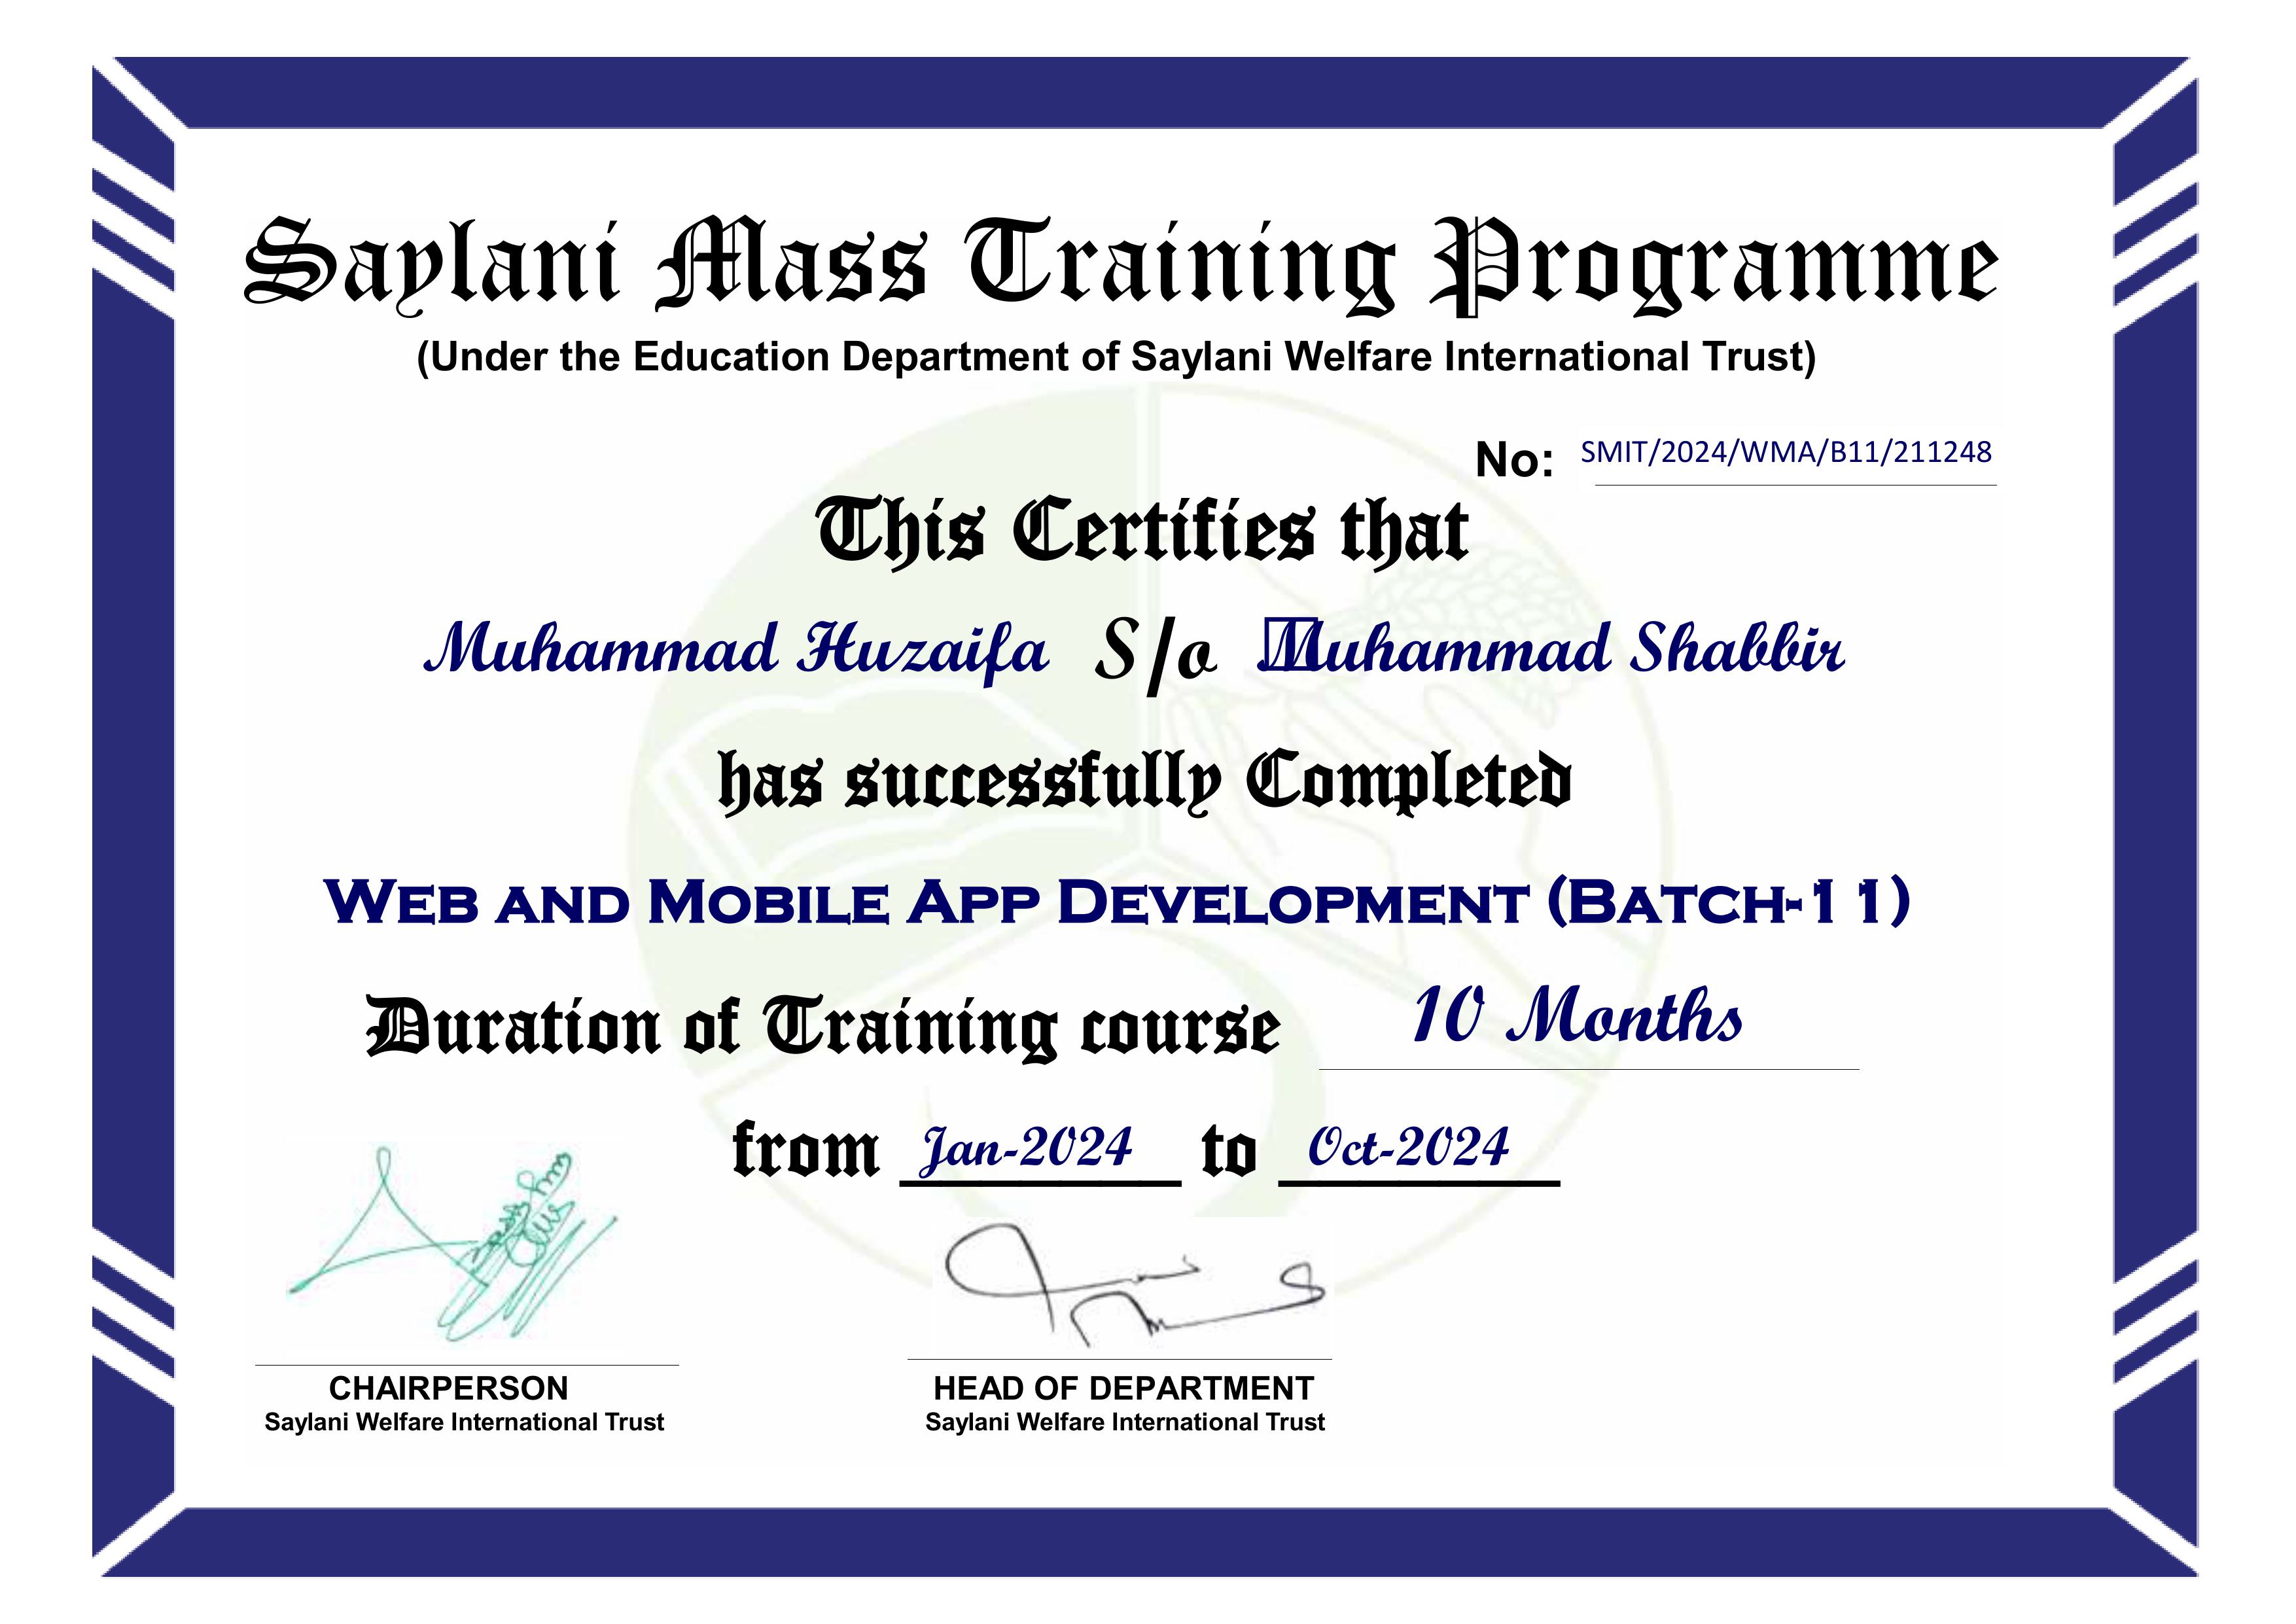 Saylani Mass Training Programme
(Under the Education Department of Saylani Welfare International Trust)
No: SMIT/2024/WMA/B11/211248
This Certifies that
Muhammad Huzaifa S/o Muhammad Shabbir
has successfully Completed
Web and Mobile App Development (Batch-11)
Duration of Training course 10 Months
from Jan-2024 to Oct-2024
CHAIRPERSON
Saylani Welfare International Trust
HEAD OF DEPARTMENT
Saylani Welfare International Trust